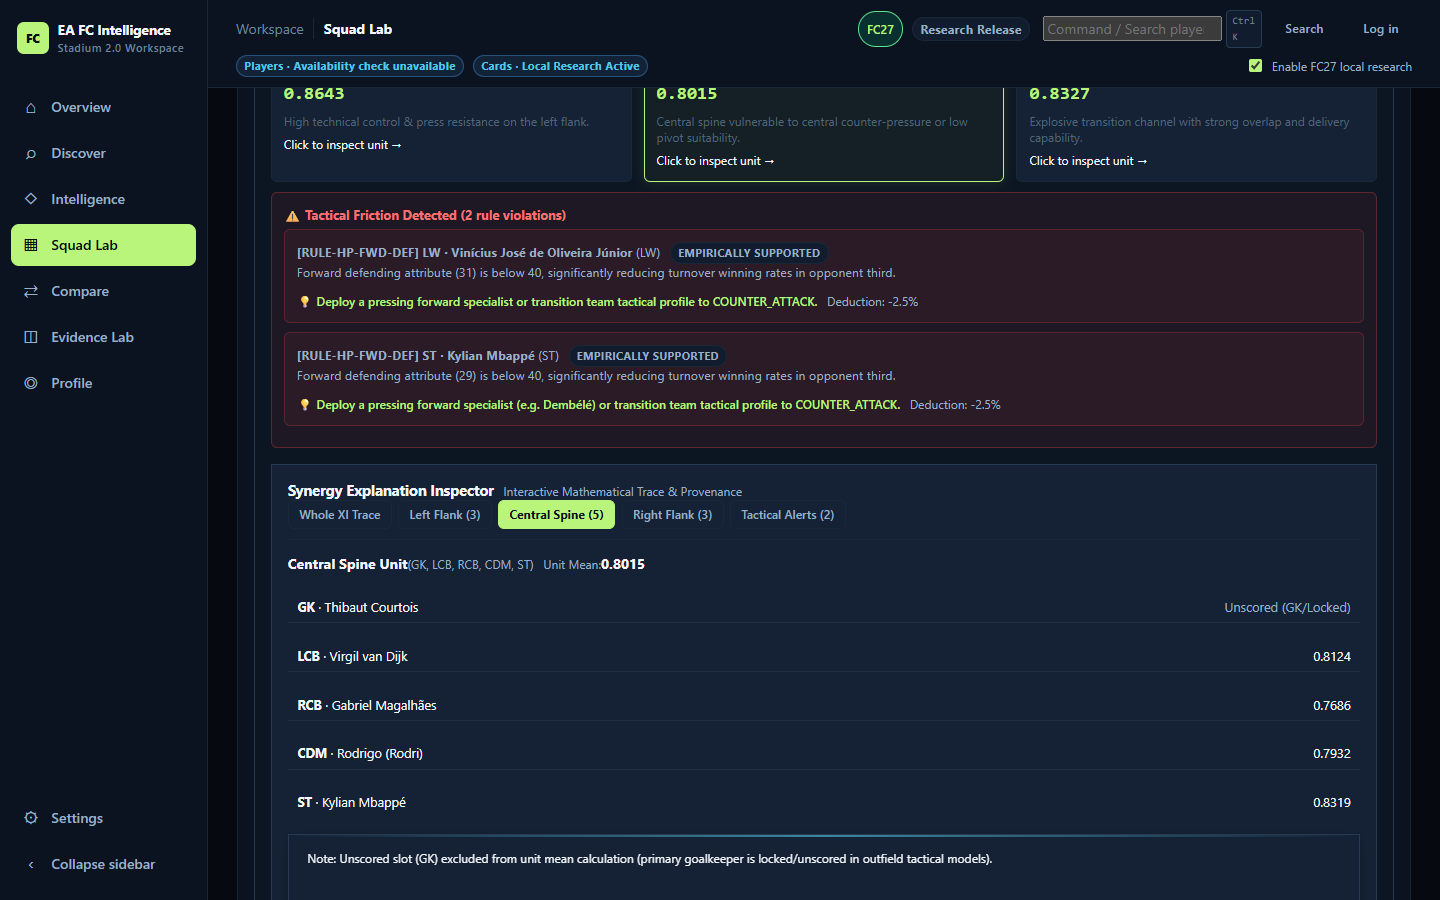 FC
EA FC Intelligence
Stadium 2.0 Workspace
Overview
Discover
Intelligence
Squad Lab
Compare
Evidence Lab
Profile
Settings
Collapse sidebar
Workspace
Squad Lab
FC27
Research Release
Command / Search playe
Ctrl K
Search
Log in
Players · Availability check unavailable
Cards · Local Research Active
Enable FC27 local research
0.8643
High technical control & press resistance on the left flank.
Click to inspect unit →
0.8015
Central spine vulnerable to central counter-pressure or low
pivot suitability.
Click to inspect unit →
0.8327
Explosive transition channel with strong overlap and delivery
capability.
Click to inspect unit →
⚠ Tactical Friction Detected (2 rule violations)
[RULE-HP-FWD-DEF] LW · Vinícius José de Oliveira Júnior (LW) EMPIRICALLY SUPPORTED
Forward defending attribute (31) is below 40, significantly reducing turnover winning rates in opponent third.
💡 Deploy a pressing forward specialist or transition team tactical profile to COUNTER_ATTACK. Deduction: -2.5%
[RULE-HP-FWD-DEF] ST · Kylian Mbappé (ST) EMPIRICALLY SUPPORTED
Forward defending attribute (29) is below 40, significantly reducing turnover winning rates in opponent third.
💡 Deploy a pressing forward specialist (e.g. Dembélé) or transition team tactical profile to COUNTER_ATTACK. Deduction: -2.5%
Synergy Explanation Inspector Interactive Mathematical Trace & Provenance
Whole XI Trace Left Flank (3) Central Spine (5) Right Flank (3) Tactical Alerts (2)
Central Spine Unit(GK, LCB, RCB, CDM, ST) Unit Mean:0.8015
GK · Thibaut Courtois Unscored (GK/Locked)
LCB · Virgil van Dijk 0.8124
RCB · Gabriel Magalhães 0.7686
CDM · Rodrigo (Rodri) 0.7932
ST · Kylian Mbappé 0.8319
Note: Unscored slot (GK) excluded from unit mean calculation (primary goalkeeper is locked/unscored in outfield tactical models).